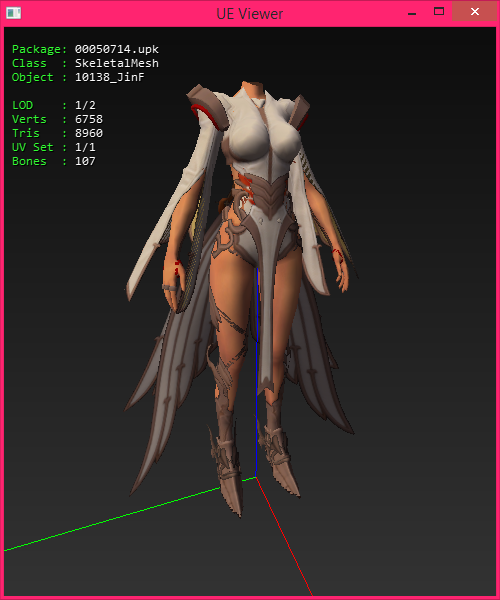 UE Viewer
Package: 00050714.upk
Class : SkeletalMesh
Object : 10138_JinF
LOD : 1/2
Verts : 6758
Tris : 8960
UV Set : 1/1
Bones : 107